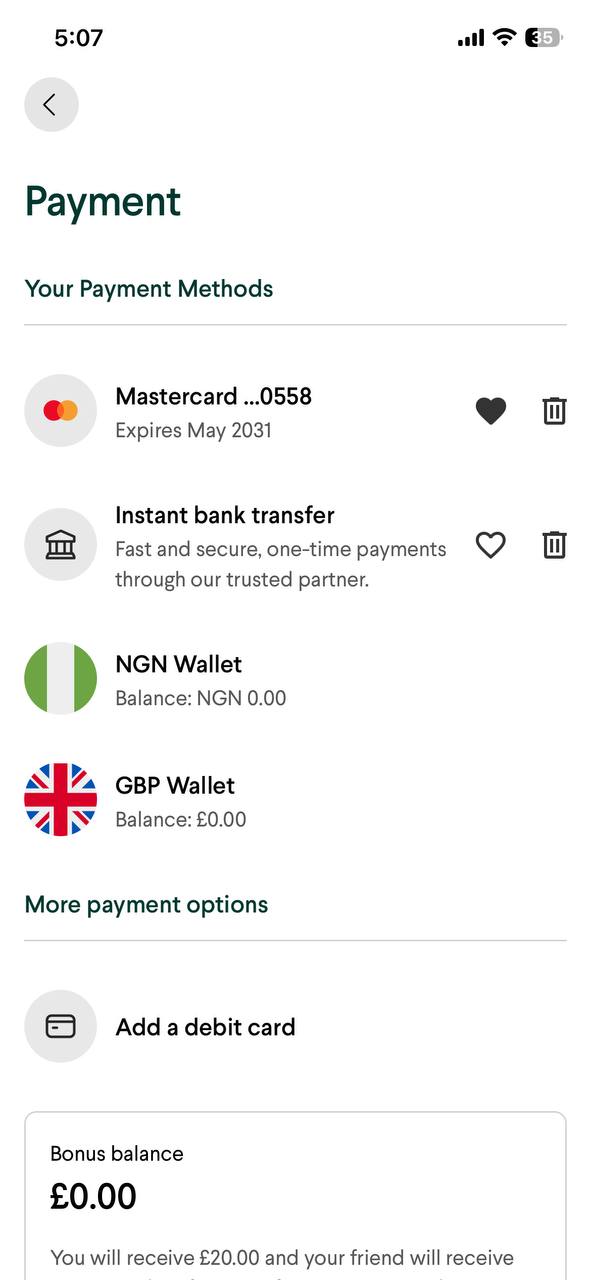 5:07
35
Payment
Your Payment Methods
Mastercard ...0558
Expires May 2031
Instant bank transfer
Fast and secure, one-time payments
through our trusted partner.
NGN Wallet
Balance: NGN 0.00
GBP Wallet
Balance: £0.00
More payment options
Add a debit card
Bonus balance
£0.00
You will receive £20.00 and your friend will receive